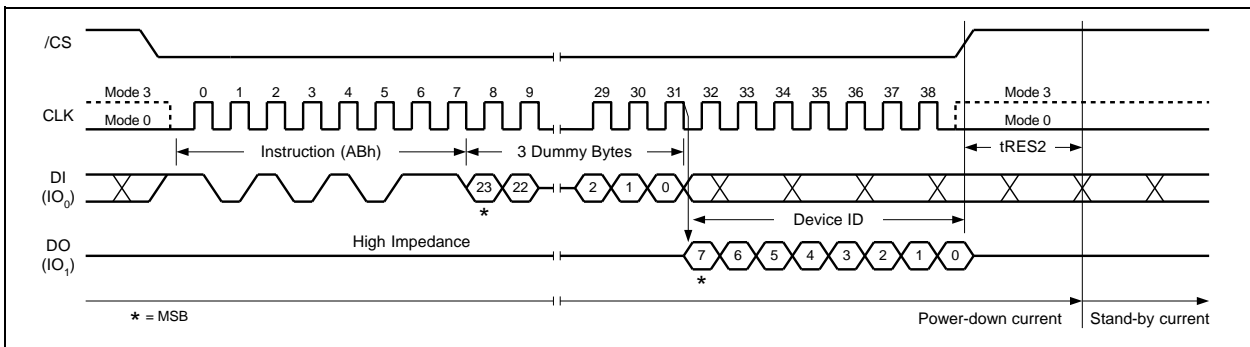 /CS
Mode 3 0 1 2 3 4 5 6 7 8 9 29 30 31 32 33 34 35 36 37 38 Mode 3
CLK
Mode 0 Mode 0
Instruction (ABh) 3 Dummy Bytes tRES2
DI
(IO0)
23 22 2 1 0
*
Device ID
High Impedance
DO
(IO1)
7 6 5 4 3 2 1 0
*
* = MSB
Power-down current Stand-by current